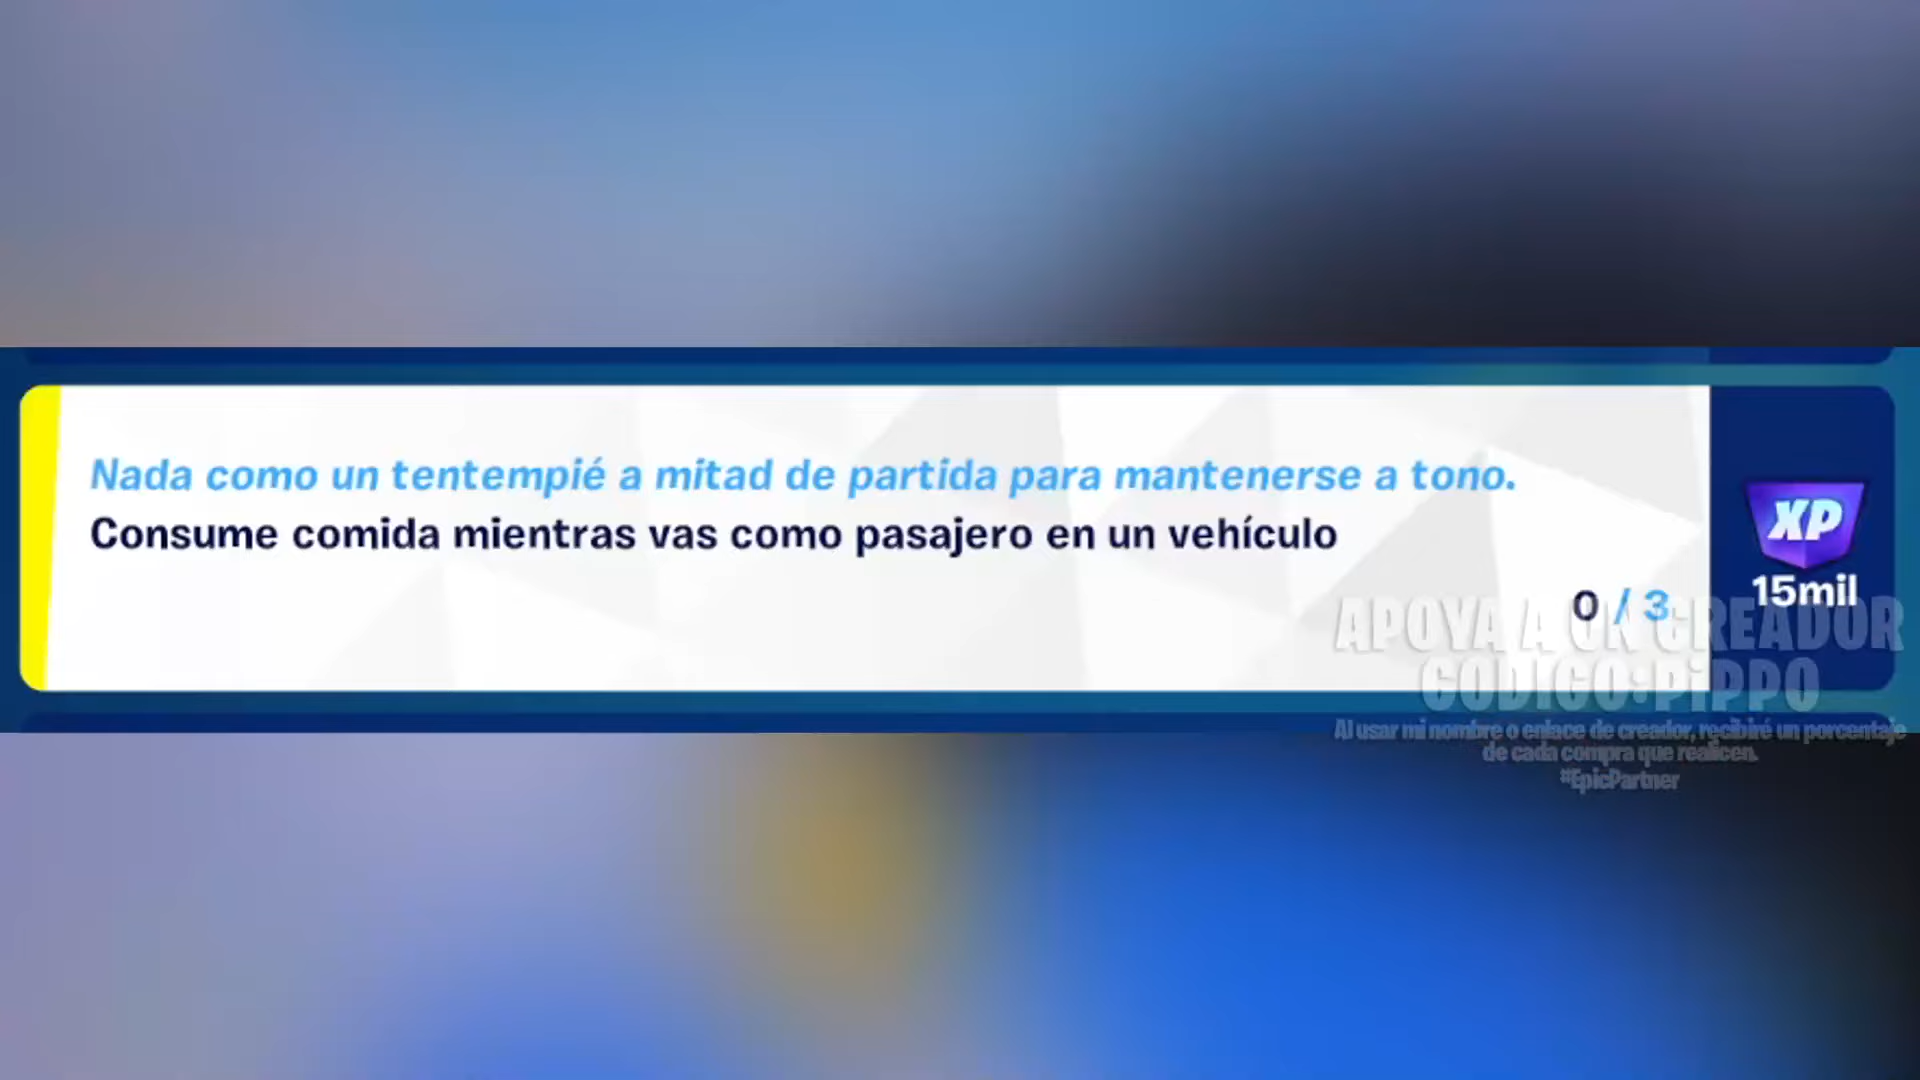 Nada como un tentempié a mitad de partida para mantenerse a tono.
Consume comida mientras vas como pasajero en un vehículo
0 / 3
XP
15mil
APOYA A UN CREADOR
CODIGO:PiPPO
Al usar mi nombre o enlace de creador, recibiré un porcentaje
de cada compra que realicen.
#EpicPartner